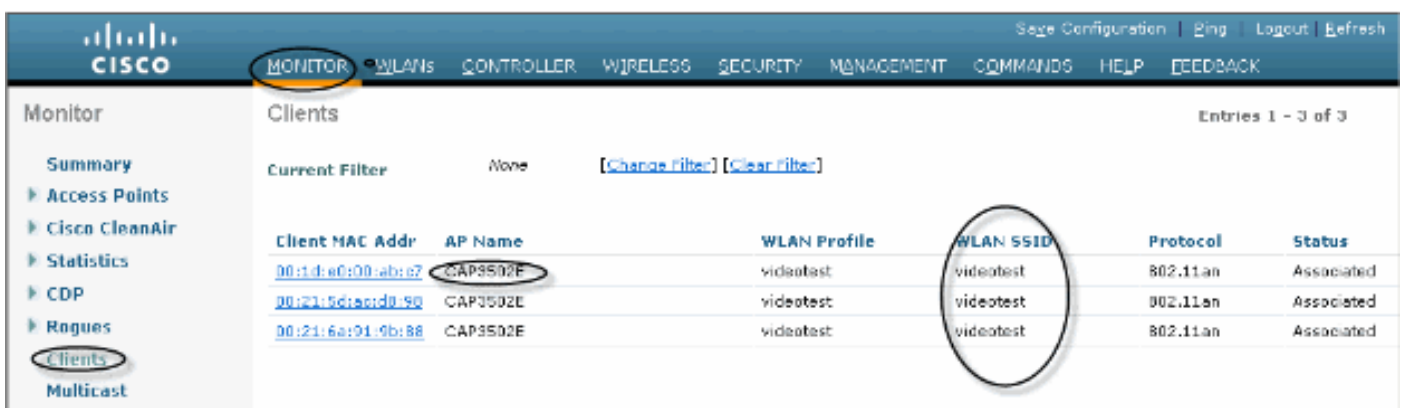 Save Configuration | Ping | Logout | Refresh
CISCO
MONITOR WLANs CONTROLLER WIRELESS SECURITY MANAGEMENT COMMANDS HELP FEEDBACK
Monitor
Summary
Access Points
Cisco CleanAir
Statistics
CDP
Rogues
Clients
Multicast
Clients
Entries 1 - 3 of 3
Current Filter None [Change Filter] [Clear Filter]
Client MAC Addr AP Name WLAN Profile WLAN SSID Protocol Status
00:1d:e0:00:ab:c7 CAP3502E videotest videotest 802.11an Associated
00:21:5d:ac:d8:98 CAP3502E videotest videotest 802.11an Associated
00:21:6a:91:9b:88 CAP3502E videotest videotest 802.11an Associated